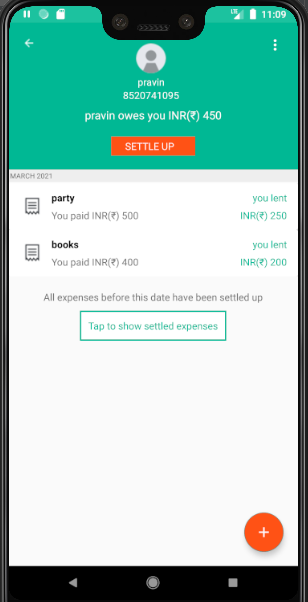 11:09
pravin
8520741095
pravin owes you INR(₹) 450
SETTLE UP
MARCH 2021
party you lent
You paid INR(₹) 500 INR(₹) 250
books you lent
You paid INR(₹) 400 INR(₹) 200
All expenses before this date have been settled up
Tap to show settled expenses